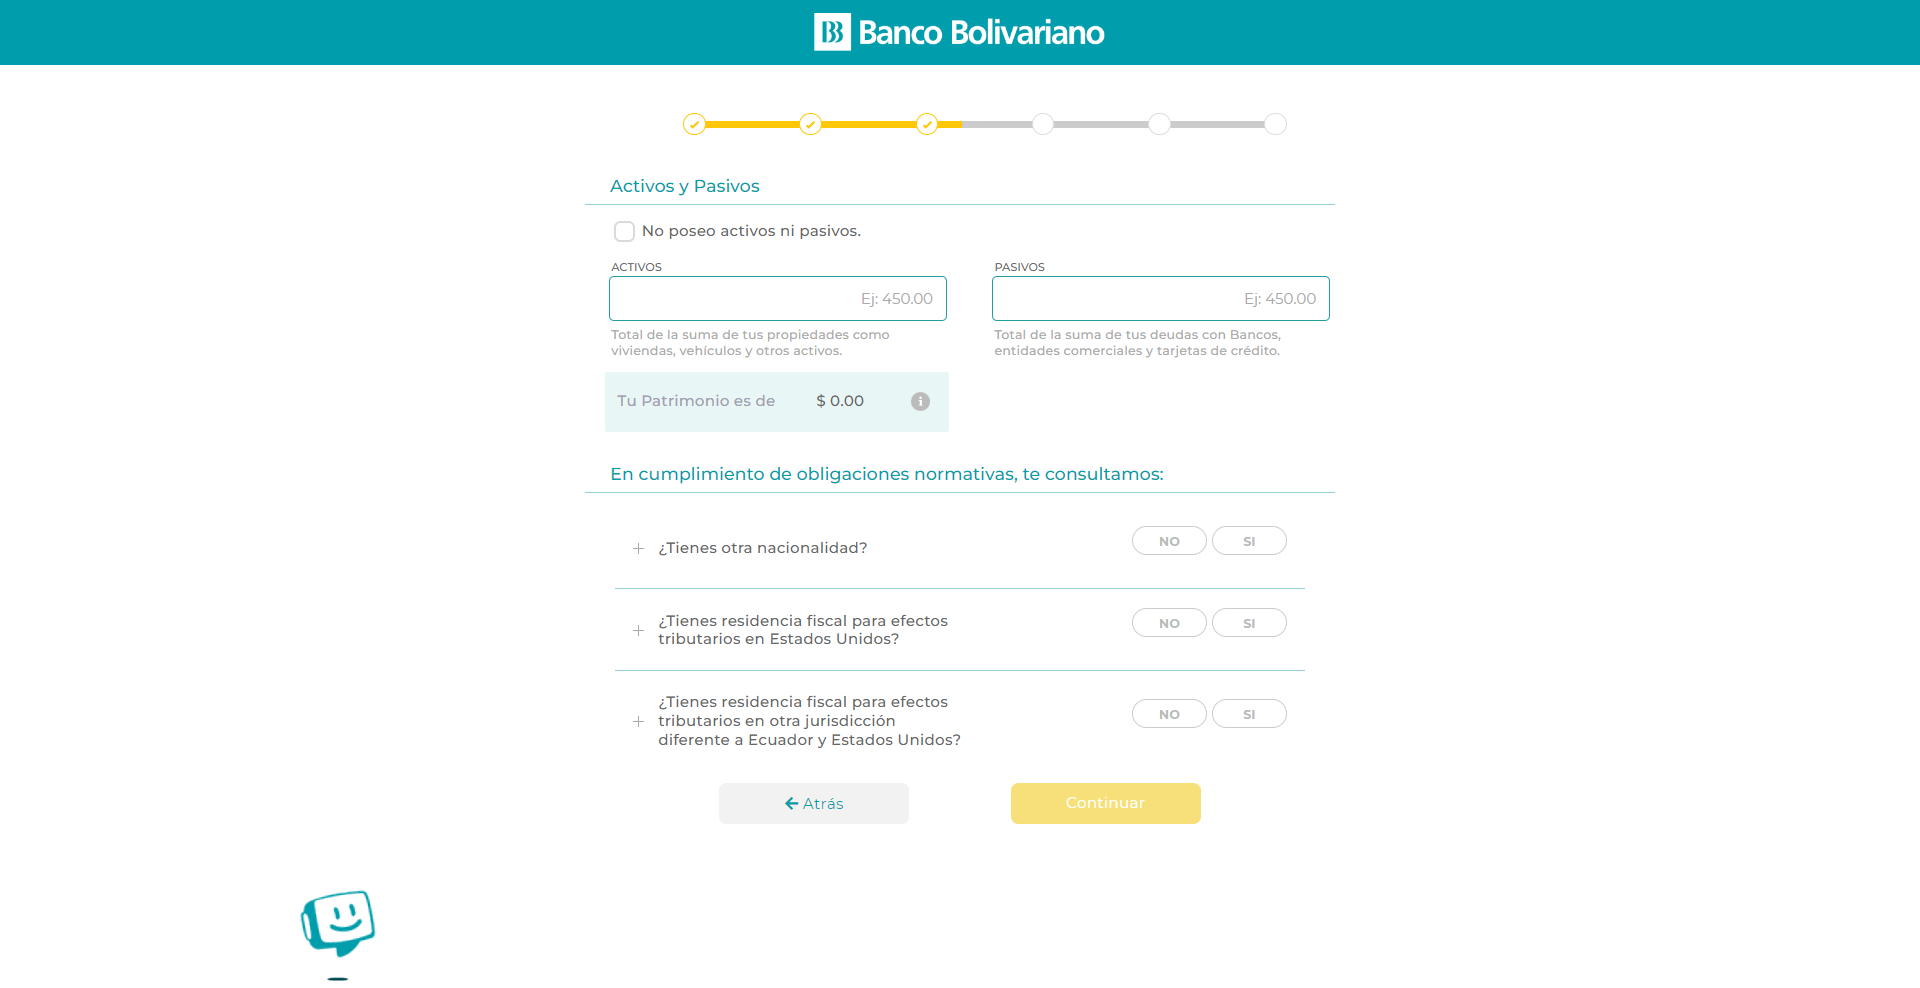 Banco Bolivariano
Activos y Pasivos
No poseo activos ni pasivos.
ACTIVOS
Ej: 450.00
Total de la suma de tus propiedades como
viviendas, vehículos y otros activos.
PASIVOS
Ej: 450.00
Total de la suma de tus deudas con Bancos,
entidades comerciales y tarjetas de crédito.
Tu Patrimonio es de $ 0.00
En cumplimiento de obligaciones normativas, te consultamos:
¿Tienes otra nacionalidad?
NO SI
¿Tienes residencia fiscal para efectos
tributarios en Estados Unidos?
NO SI
¿Tienes residencia fiscal para efectos
tributarios en otra jurisdicción
diferente a Ecuador y Estados Unidos?
NO SI
Atrás
Continuar